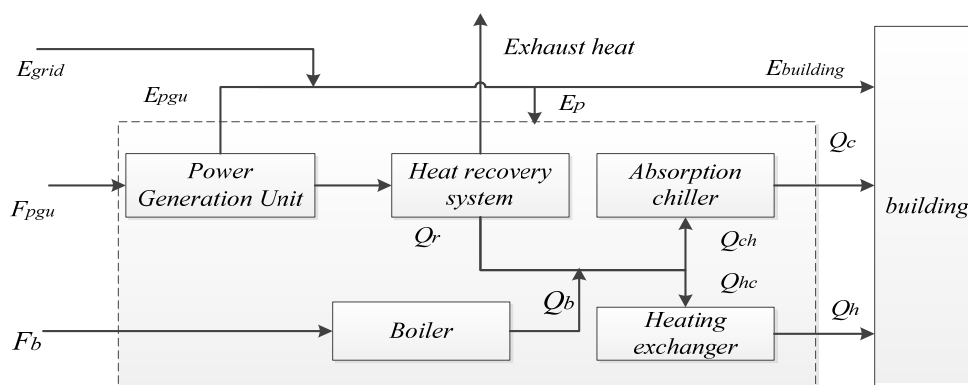 Exhaust heat
Egrid
Ebuilding
Epgu
Ep
Qc
Power
Generation Unit
Heat recovery
system
Absorption
chiller
Fpgu
building
Qr
Qch
Qhc
Qb
Qh
Fb
Boiler
Heating
exchanger